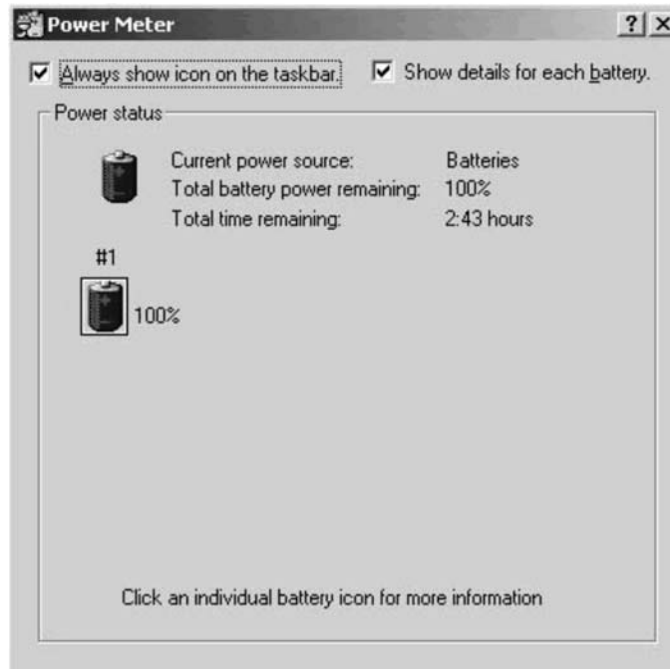 Power Meter
Always show icon on the taskbar. Show details for each battery.
Power status
Current power source: Batteries
Total battery power remaining: 100%
Total time remaining: 2:43 hours
#1
100%
Click an individual battery icon for more information